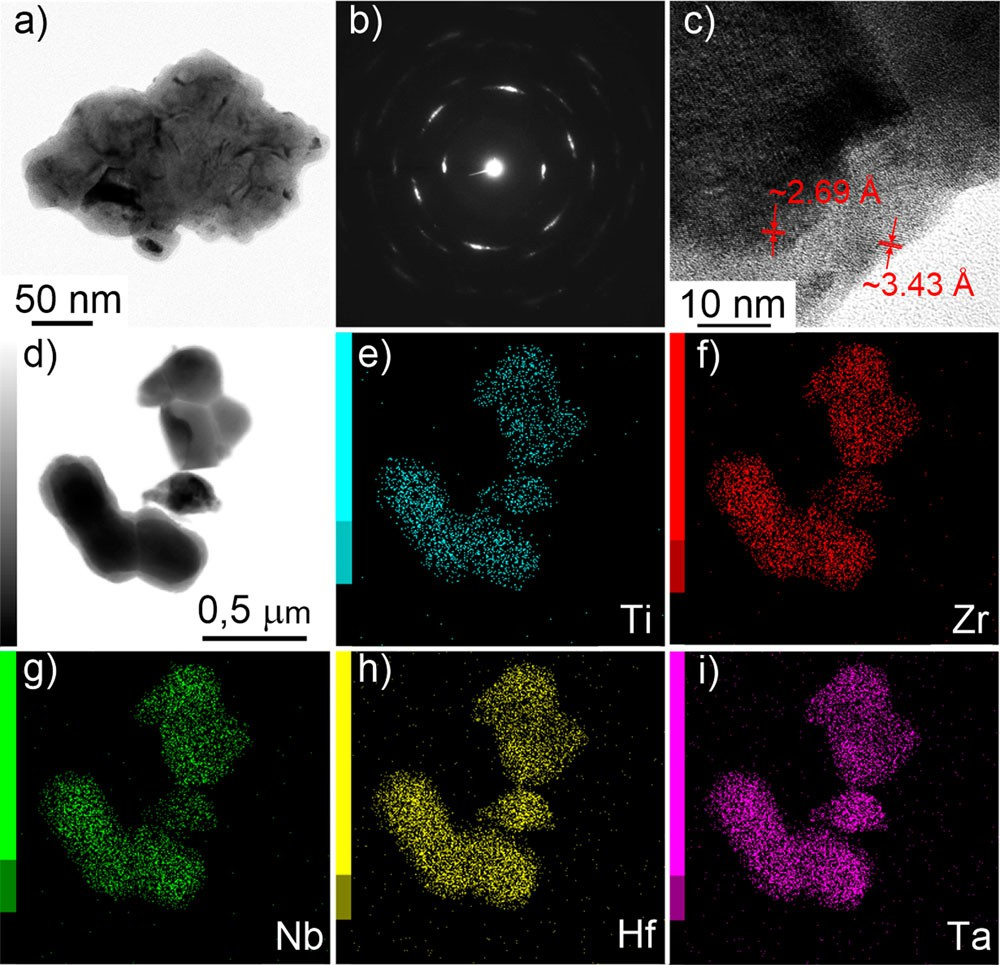 a)
b)
c)
~2.69 Å
~3.43 Å
50 nm
10 nm
d)
e)
f)
0,5 μm
Ti
Zr
g)
h)
i)
Nb
Hf
Ta